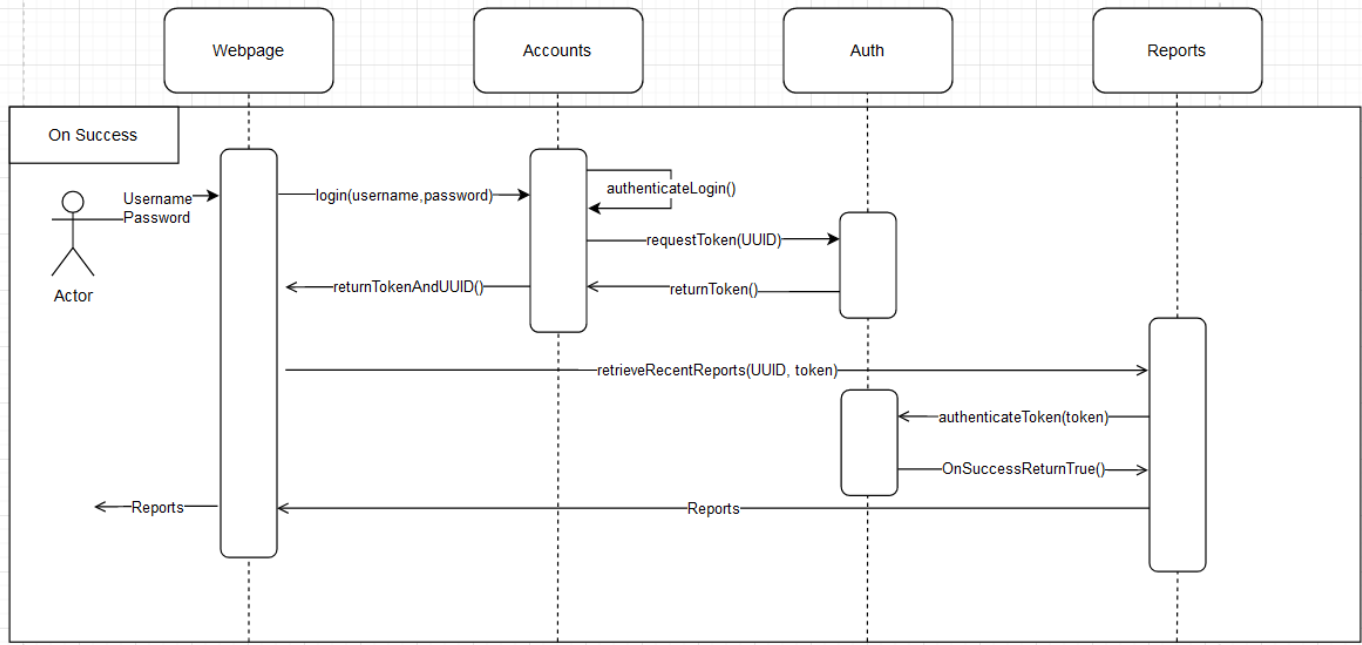 Webpage
Accounts
Auth
Reports
On Success
Username
Password
Actor
login(username,password)
authenticateLogin()
requestToken(UUID)
returnTokenAndUUID()
returnToken()
retrieveRecentReports(UUID, token)
authenticateToken(token)
OnSuccessReturnTrue()
Reports
Reports